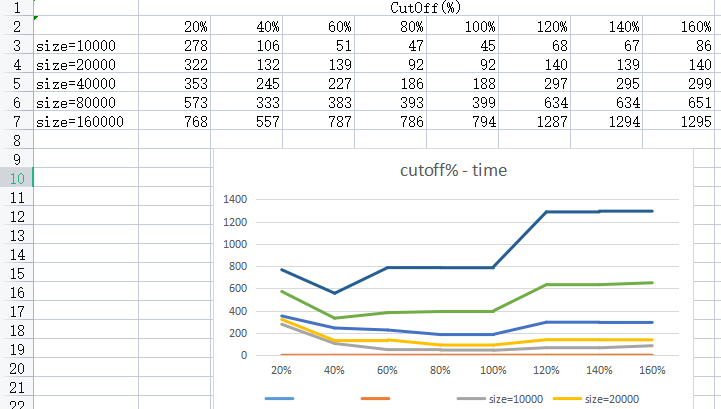 1 CutOff(%)
2 20% 40% 60% 80% 100% 120% 140% 160%
3 size=10000 278 106 51 47 45 68 67 86
4 size=20000 322 132 139 92 92 140 139 140
5 size=40000 353 245 227 186 188 297 295 299
6 size=80000 573 333 383 393 399 634 634 651
7 size=160000 768 557 787 786 794 1287 1294 1295
8
9
cutoff% - time
10
11
1400
12
1200
13
1000
14
15
800
16
600
17
400
18
200
19
0
20
20% 40% 60% 80% 100% 120% 140% 160%
21
size=10000 size=20000
22